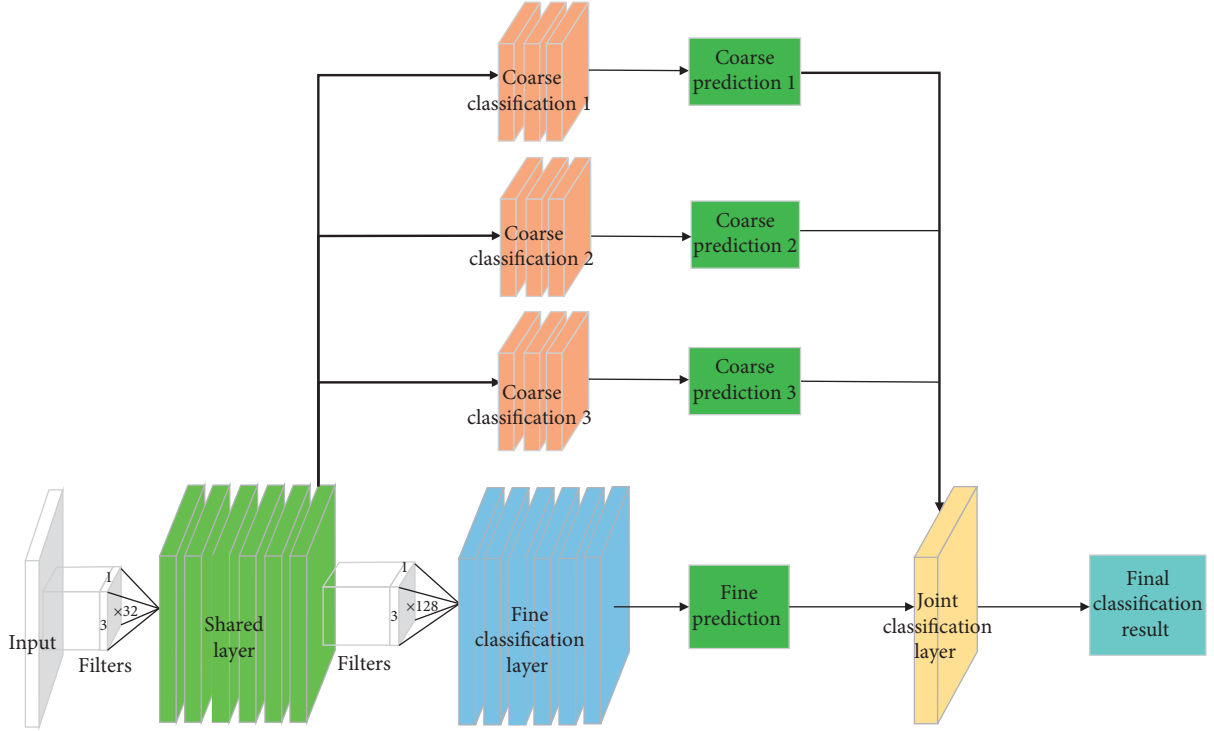 Coarse
classification 1
Coarse
prediction 1
Coarse
classification 2
Coarse
prediction 2
Coarse
classification 3
Coarse
prediction 3
Input
1
×32
3
Filters
Shared
layer
1
×128
3
Filters
Fine
classification
layer
Fine
prediction
Joint
classification
layer
Final
classification
result